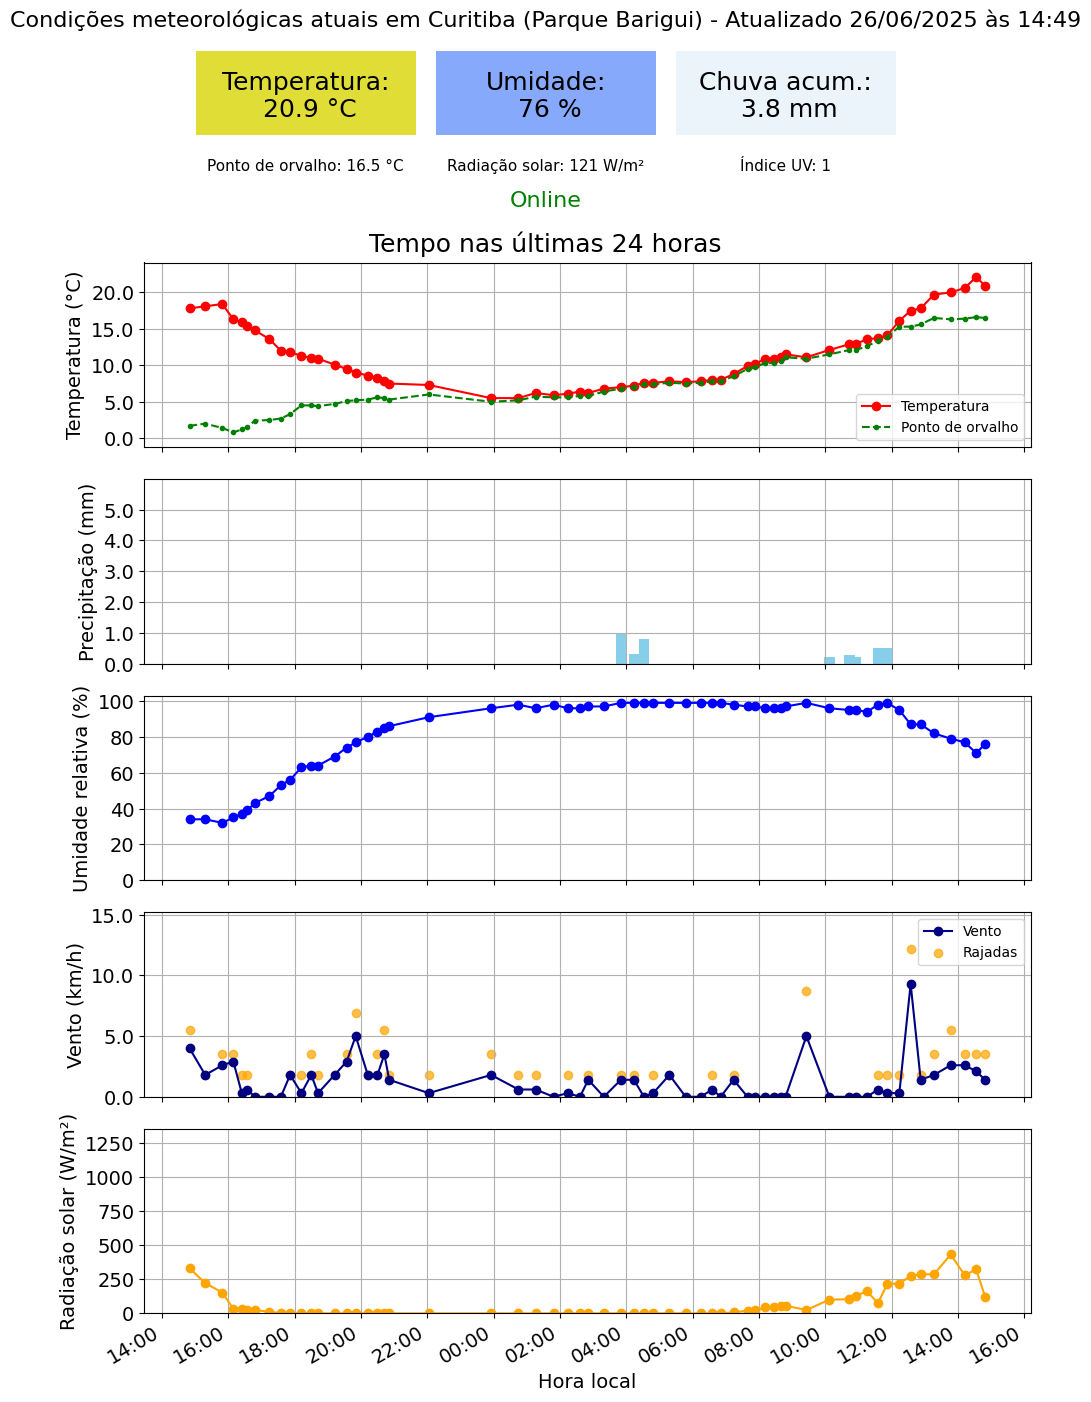 Condições meteorológicas atuais em Curitiba (Parque Barigui) - Atualizado 26/06/2025 às 14:49
Temperatura:
20.9 °C
Umidade:
76 %
Chuva acum.:
3.8 mm
Ponto de orvalho: 16.5 °C
Radiação solar: 121 W/m²
Índice UV: 1
Online
Tempo nas últimas 24 horas
Temperatura (°C)
20.0
15.0
10.0
5.0
0.0
Temperatura
Ponto de orvalho
Precipitação (mm)
5.0
4.0
3.0
2.0
1.0
0.0
Umidade relativa (%)
100
80
60
40
20
0
Vento (km/h)
15.0
10.0
5.0
0.0
Vento
Rajadas
Radiação solar (W/m²)
1250
1000
750
500
250
0
14:00
16:00
18:00
20:00
22:00
00:00
02:00
04:00
06:00
08:00
10:00
12:00
14:00
16:00
Hora local